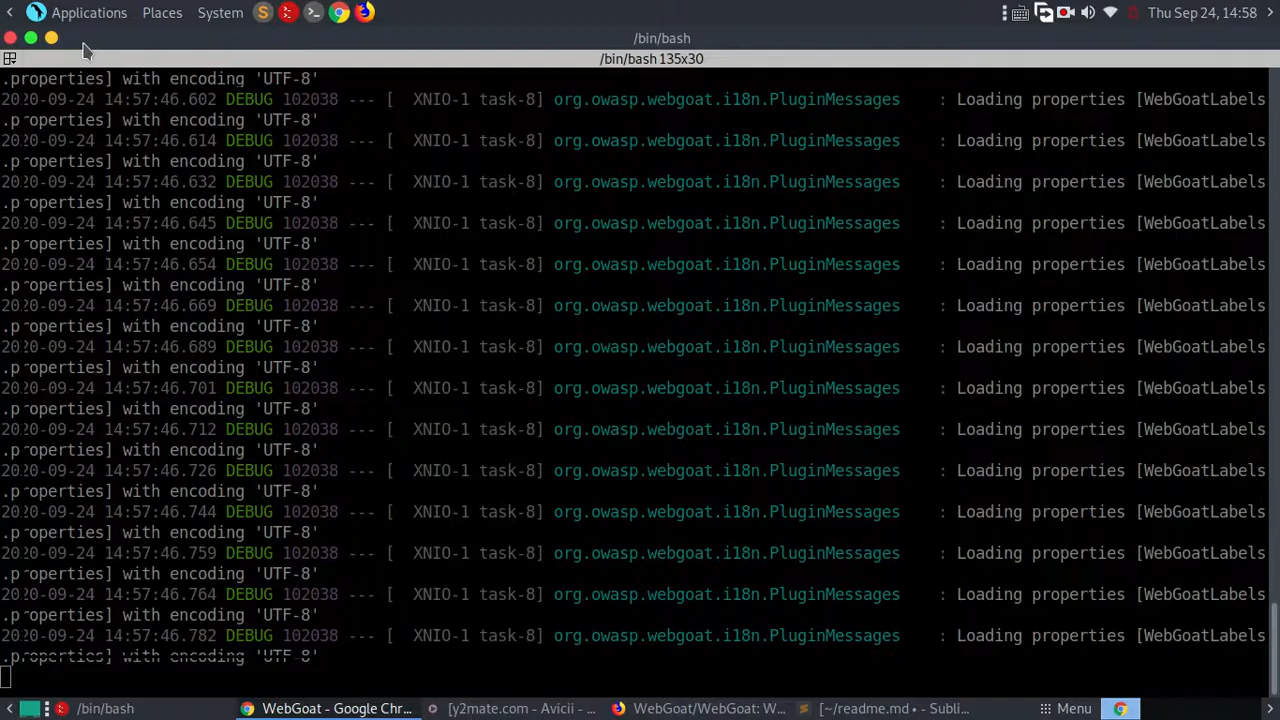 Applications Places System Thu Sep 24, 14:58
/bin/bash
/bin/bash 135x30
.properties] with encoding 'UTF-8'
2020-09-24 14:57:46.602 DEBUG 102038 --- [  XNIO-1 task-8] org.owasp.webgoat.i18n.PluginMessages    : Loading properties [WebGoatLabels
.properties] with encoding 'UTF-8'
2020-09-24 14:57:46.614 DEBUG 102038 --- [  XNIO-1 task-8] org.owasp.webgoat.i18n.PluginMessages    : Loading properties [WebGoatLabels
.properties] with encoding 'UTF-8'
2020-09-24 14:57:46.632 DEBUG 102038 --- [  XNIO-1 task-8] org.owasp.webgoat.i18n.PluginMessages    : Loading properties [WebGoatLabels
.properties] with encoding 'UTF-8'
2020-09-24 14:57:46.645 DEBUG 102038 --- [  XNIO-1 task-8] org.owasp.webgoat.i18n.PluginMessages    : Loading properties [WebGoatLabels
.properties] with encoding 'UTF-8'
2020-09-24 14:57:46.654 DEBUG 102038 --- [  XNIO-1 task-8] org.owasp.webgoat.i18n.PluginMessages    : Loading properties [WebGoatLabels
.properties] with encoding 'UTF-8'
2020-09-24 14:57:46.669 DEBUG 102038 --- [  XNIO-1 task-8] org.owasp.webgoat.i18n.PluginMessages    : Loading properties [WebGoatLabels
.properties] with encoding 'UTF-8'
2020-09-24 14:57:46.689 DEBUG 102038 --- [  XNIO-1 task-8] org.owasp.webgoat.i18n.PluginMessages    : Loading properties [WebGoatLabels
.properties] with encoding 'UTF-8'
2020-09-24 14:57:46.701 DEBUG 102038 --- [  XNIO-1 task-8] org.owasp.webgoat.i18n.PluginMessages    : Loading properties [WebGoatLabels
.properties] with encoding 'UTF-8'
2020-09-24 14:57:46.712 DEBUG 102038 --- [  XNIO-1 task-8] org.owasp.webgoat.i18n.PluginMessages    : Loading properties [WebGoatLabels
.properties] with encoding 'UTF-8'
2020-09-24 14:57:46.726 DEBUG 102038 --- [  XNIO-1 task-8] org.owasp.webgoat.i18n.PluginMessages    : Loading properties [WebGoatLabels
.properties] with encoding 'UTF-8'
2020-09-24 14:57:46.744 DEBUG 102038 --- [  XNIO-1 task-8] org.owasp.webgoat.i18n.PluginMessages    : Loading properties [WebGoatLabels
.properties] with encoding 'UTF-8'
2020-09-24 14:57:46.759 DEBUG 102038 --- [  XNIO-1 task-8] org.owasp.webgoat.i18n.PluginMessages    : Loading properties [WebGoatLabels
.properties] with encoding 'UTF-8'
2020-09-24 14:57:46.764 DEBUG 102038 --- [  XNIO-1 task-8] org.owasp.webgoat.i18n.PluginMessages    : Loading properties [WebGoatLabels
.properties] with encoding 'UTF-8'
2020-09-24 14:57:46.782 DEBUG 102038 --- [  XNIO-1 task-8] org.owasp.webgoat.i18n.PluginMessages    : Loading properties [WebGoatLabels
.properties] with encoding 'UTF-8'
/bin/bash WebGoat - Google Chr... [y2mate.com - Avicii - ... WebGoat/WebGoat: W... [~/readme.md • - Subli... Menu